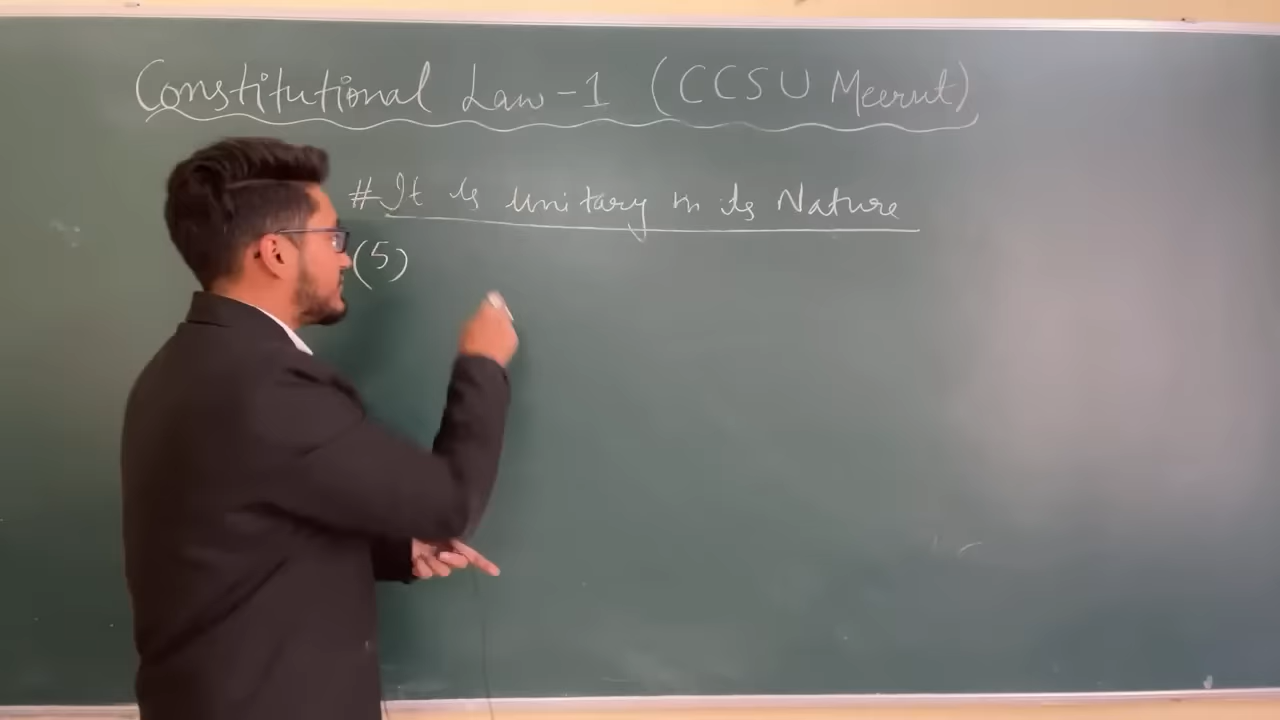 Constitutional Law-1 (CCSU Meerut)
#It is Unitary in its Nature
(5)